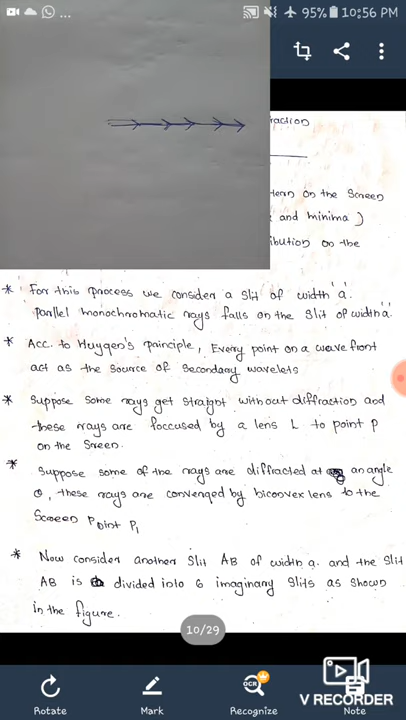 95% 10:56 PM
raction
tern on the Screen
and minima )
ibution on the
* For this process we consider a slit of width 'a'.
parallel monochromatic rays falls on the slit of width 'a'.
* Acc. to Huygen's principle, Every point on a wave front
act as the source of secondary wavelets
* Suppose some rays get straight without diffraction and
these rays are foccused by a lens L to point P
on the Screen.
* Suppose some of the rays are diffracted at an angle
θ, these rays are convenged by biconvex lens to the
Screen Point P1
* Now consider another Slit AB of width a. and the Slit
AB is divided into 6 imaginary Slits as shown
in the figure.
10/29
Rotate
Mark
OCR
Recognize
Note
V RECORDER